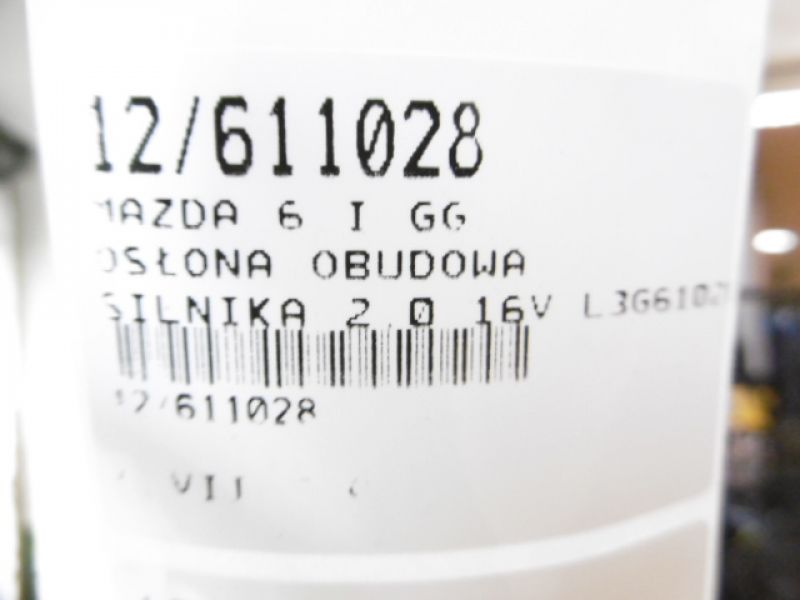 12/611028
MAZDA 6 I GG
OSŁONA OBUDOWA
SILNIKA 2.0 16V
12/611028
VII